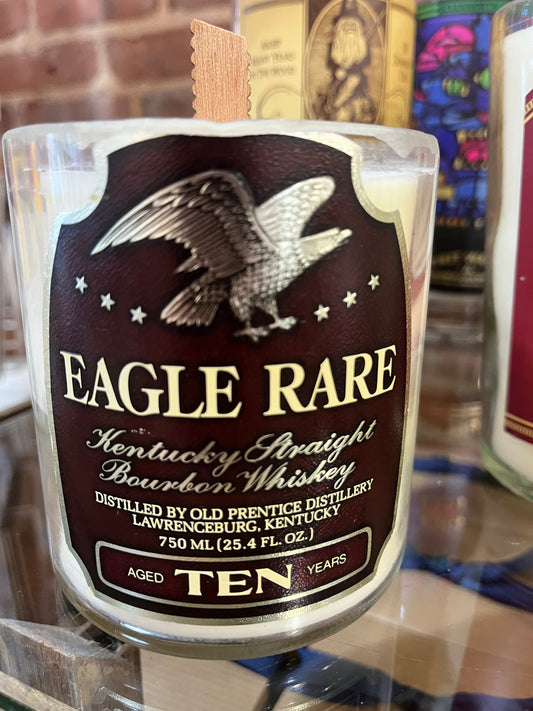 EAGLE RARE
Kentucky Straight
Bourbon Whiskey
DISTILLED BY OLD PRENTICE DISTILLERY
LAWRENCEBURG, KENTUCKY
750 ML (25.4 FL. OZ.)
AGED TEN YEARS